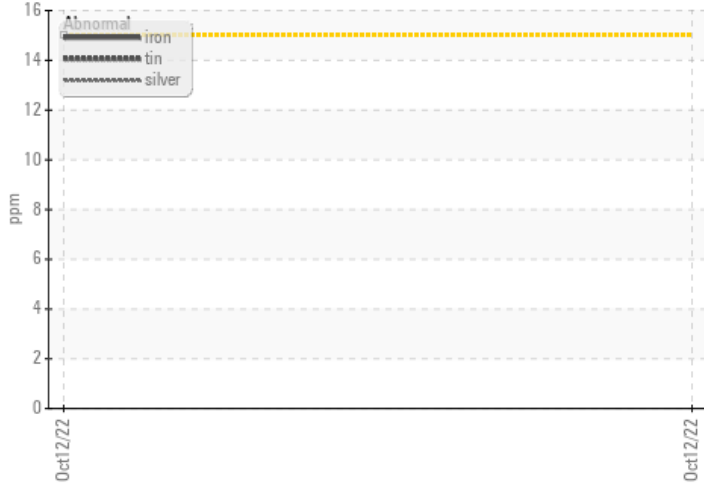 16
Abnormal
iron
14
tin
silver
12
10
ppm
8
6
4
2
0
Oct12/22
Oct12/22